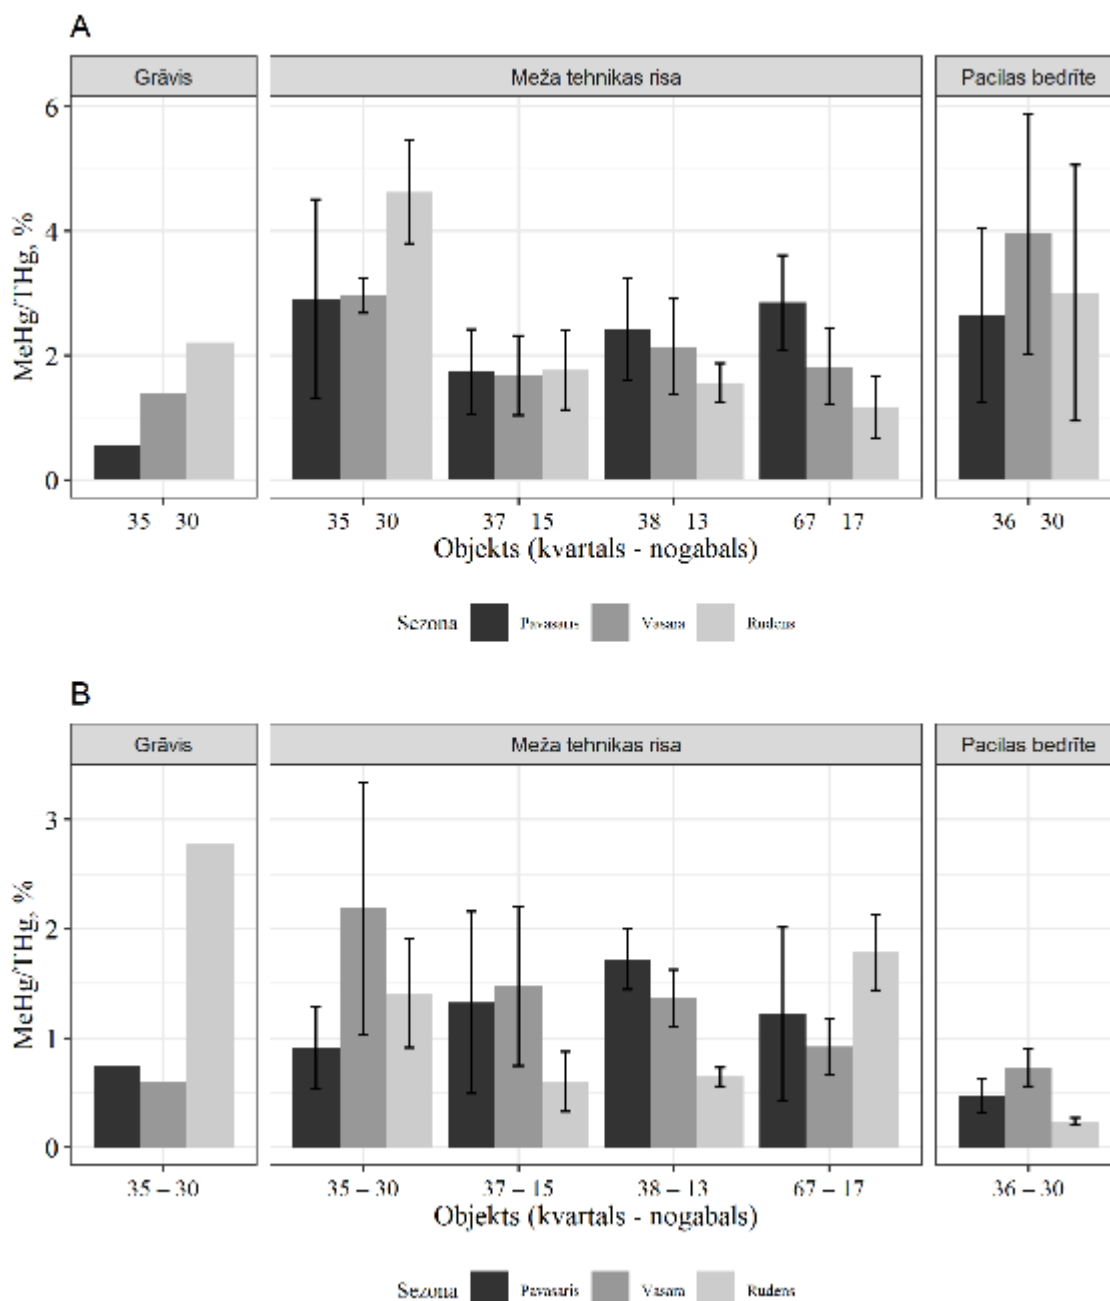 A
Grāvis Meža tehnikas risa Pacilas bedrīte
MeHg/THg, %
6
4
2
0
35 30 35 30 37 15 38 13 67 17 36 30
Objekts (kvartals - nogabals)
Sezona Pavasaris Vasara Rudens
B
Grāvis Meža tehnikas risa Pacilas bedrīte
MeHg/THg, %
3
2
1
0
35 – 30 35 – 30 37 – 15 38 – 13 67 – 17 36 – 30
Objekts (kvartals - nogabals)
Sezona Pavasaris Vasara Rudens